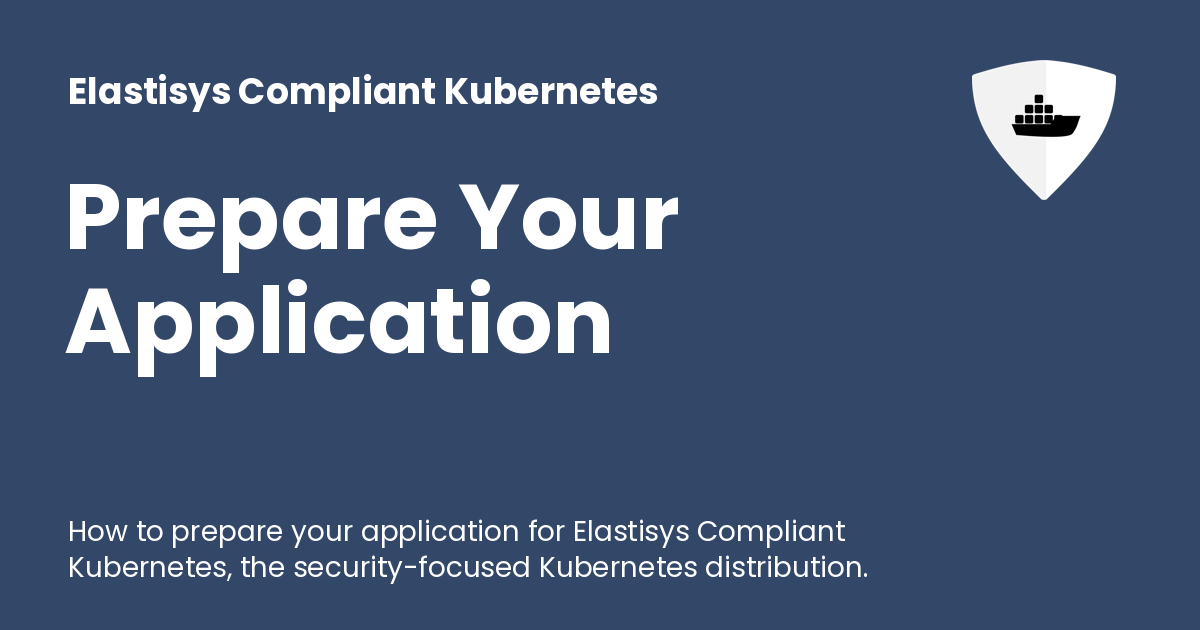 Elastisys Compliant Kubernetes
Prepare Your
Application
How to prepare your application for Elastisys Compliant
Kubernetes, the security-focused Kubernetes distribution.